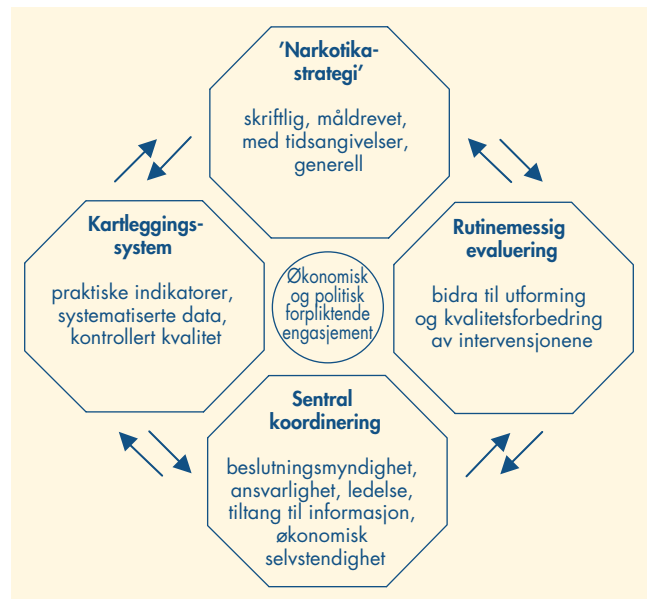 'Narkotika-
strategi'
skriftlig, måldrevet,
med tidsangivelser,
generell
Kartleggings-
system
praktiske indikatorer,
systematiserte data,
kontrollert kvalitet
Økonomisk
og politisk
forpliktende
engasjement
Rutinemessig
evaluering
bidra til utforming
og kvalitetsforbedring
av intervensjonene
Sentral
koordinering
beslutningsmyndighet,
ansvarlighet, ledelse,
tiltang til informasjon,
økonomisk
selvstendighet